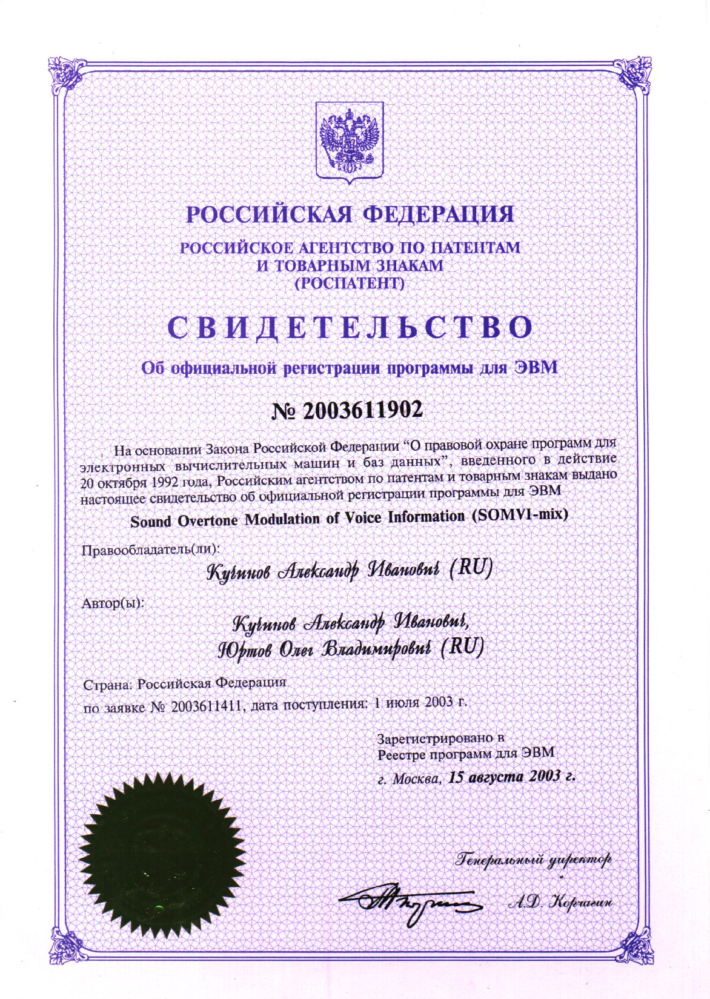 РОССИЙСКАЯ ФЕДЕРАЦИЯ
РОССИЙСКОЕ АГЕНТСТВО ПО ПАТЕНТАМ
И ТОВАРНЫМ ЗНАКАМ
(РОСПАТЕНТ)
СВИДЕТЕЛЬСТВО
Об официальной регистрации программы для ЭВМ
№ 2003611902
На основании Закона Российской Федерации “О правовой охране программ для
электронных вычислительных машин и баз данных”, введенного в действие
20 октября 1992 года, Российским агентством по патентам и товарным знакам выдано
настоящее свидетельство об официальной регистрации программы для ЭВМ
Sound Overtone Modulation of Voice Information (SOMVI-mix)
Правообладатель(ли):
Кучинов Александр Иванович (RU)
Автор(ы):
Кучинов Александр Иванович,
Юртов Олег Владимирович (RU)
Страна: Российская Федерация
по заявке № 2003611411, дата поступления: 1 июля 2003 г.
Зарегистрировано в
Реестре программ для ЭВМ
г. Москва, 15 августа 2003 г.
Генеральный директор
А.Д. Корчагин